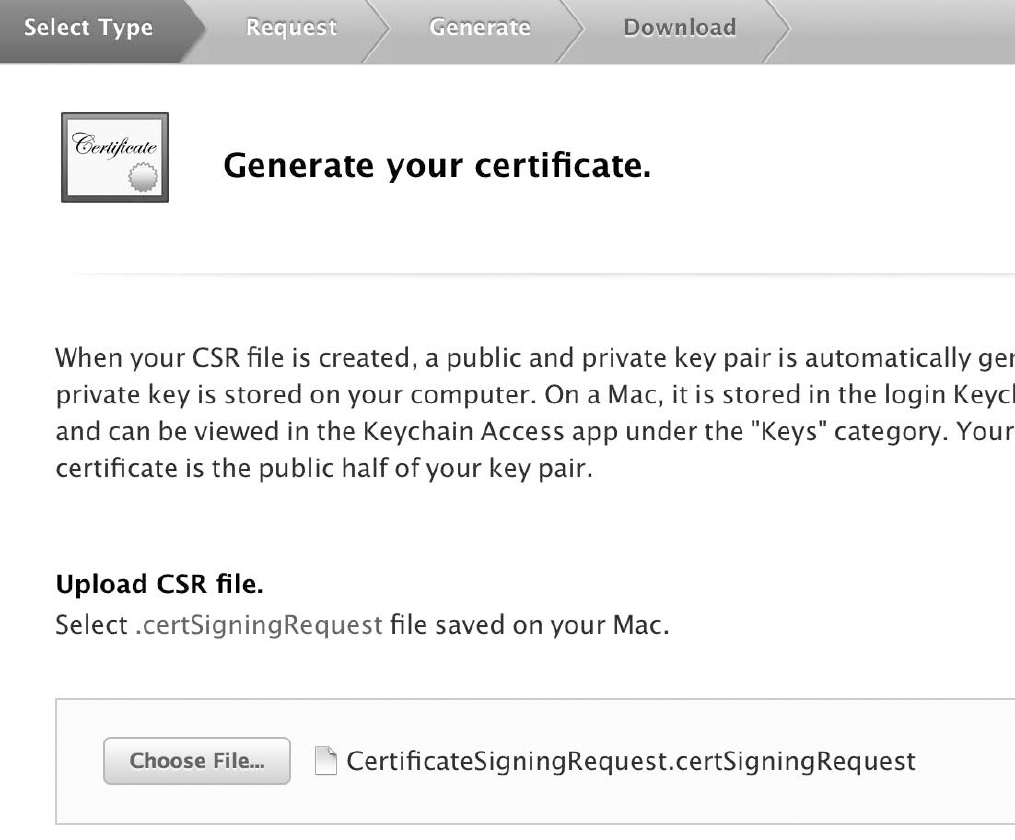 Select Type Request Generate Download
Certificate
Generate your certificate.
When your CSR file is created, a public and private key pair is automatically
private key is stored on your computer. On a Mac, it is stored in the login
and can be viewed in the Keychain Access app under the "Keys" category. Your
certificate is the public half of your key pair.
Upload CSR file.
Select .certSigningRequest file saved on your Mac.
Choose File... CertificateSigningRequest.certSigningRequest